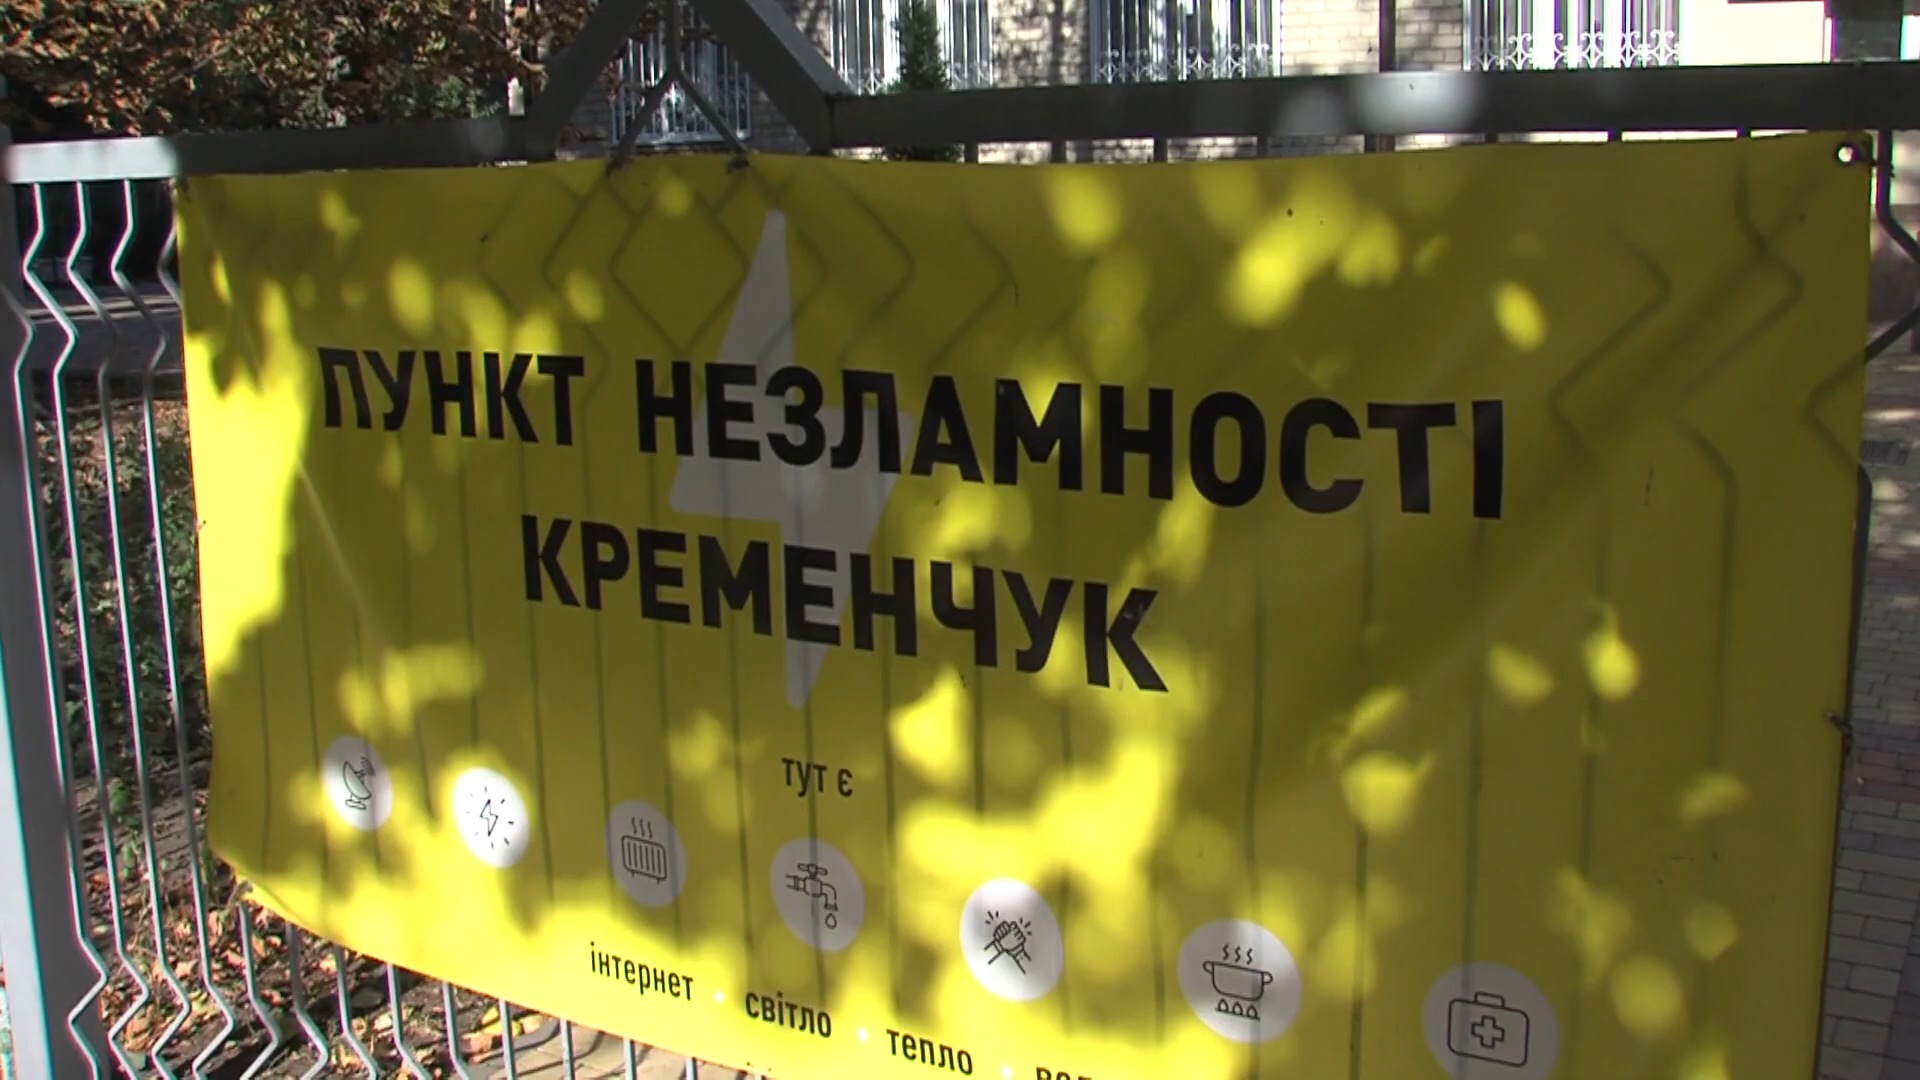 ПУНКТ НЕЗЛАМНОСТІ
КРЕМЕНЧУК
тут є
інтернет • світло • тепло •